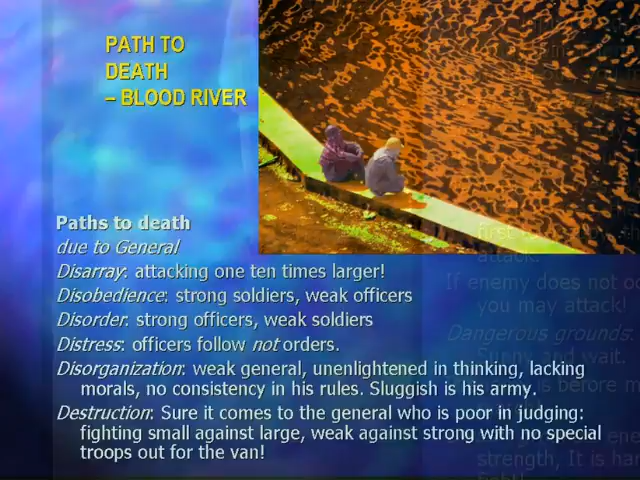 PATH TO
DEATH
– BLOOD RIVER
Paths to death
due to General
Disarray: attacking one ten times larger!
Disobedience: strong soldiers, weak officers
Disorder: strong officers, weak soldiers
Distress: officers follow not orders.
Disorganization: weak general, unenlightened in thinking, lacking
morals, no consistency in his rules. Sluggish is his army.
Destruction: Sure it comes to the general who is poor in judging:
fighting small against large, weak against strong with no special
troops out for the van!
attack.
If enemy does not
you may attack!
Dangerous grounds:
and wait.
is before
strength, It is